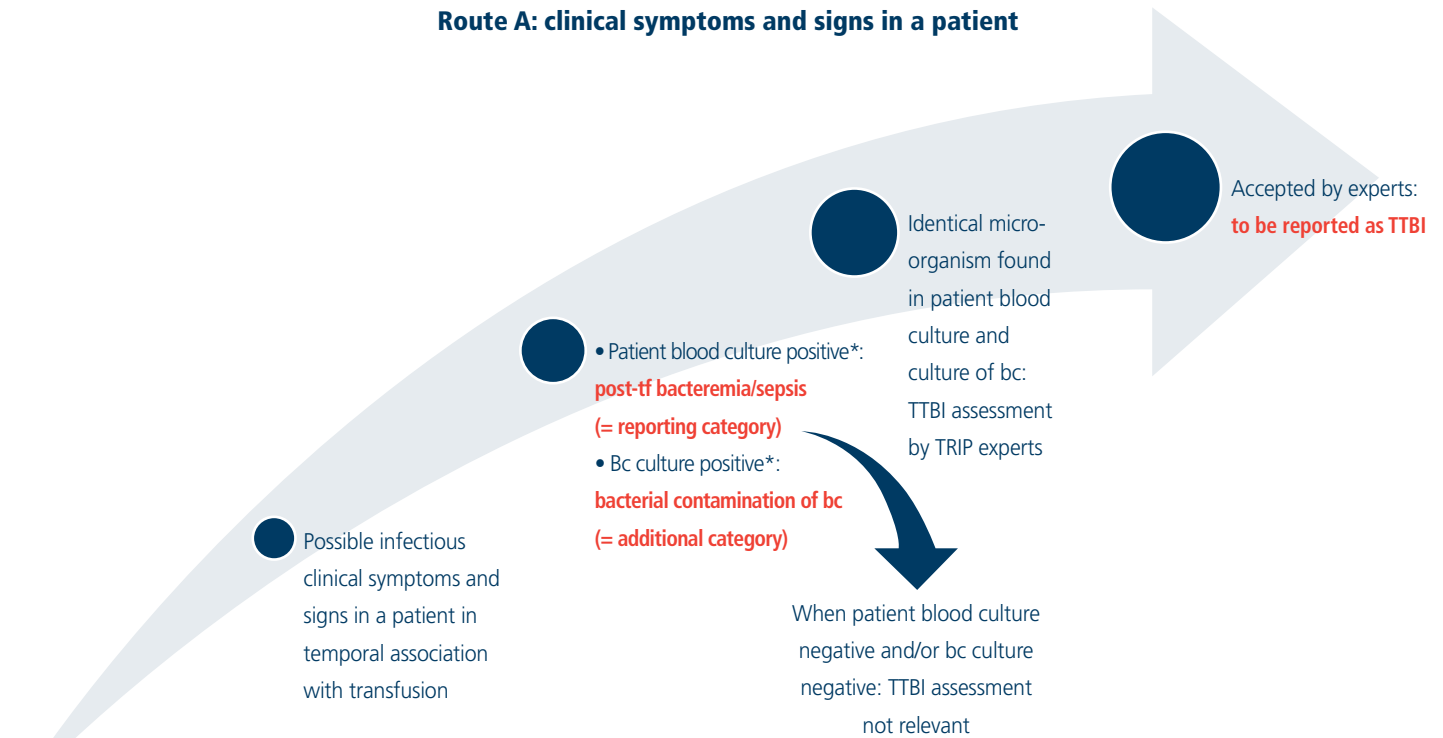 Route A: clinical symptoms and signs in a patient
Possible infectious
clinical symptoms and
signs in a patient in
temporal association
with transfusion
• Patient blood culture positive*:
post-tf bacteremia/sepsis
(= reporting category)
• Bc culture positive*:
bacterial contamination of bc
(= additional category)
When patient blood culture
negative and/or bc culture
negative: TTBI assessment
not relevant
Identical micro-
organism found
in patient blood
culture and
culture of bc:
TTBI assessment
by TRIP experts
Accepted by experts:
to be reported as TTBI